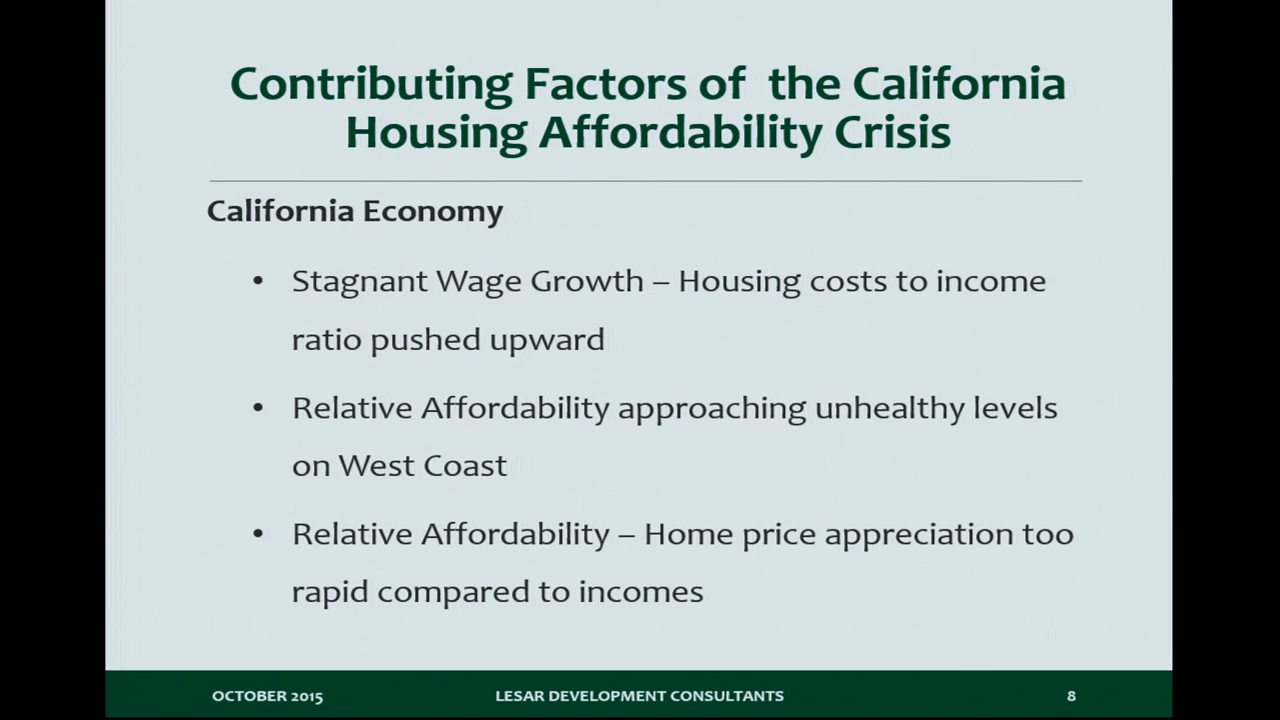 Contributing Factors of the California
Housing Affordability Crisis
California Economy
• Stagnant Wage Growth – Housing costs to income
ratio pushed upward
• Relative Affordability approaching unhealthy levels
on West Coast
• Relative Affordability – Home price appreciation too
rapid compared to incomes
OCTOBER 2015 LESAR DEVELOPMENT CONSULTANTS 8